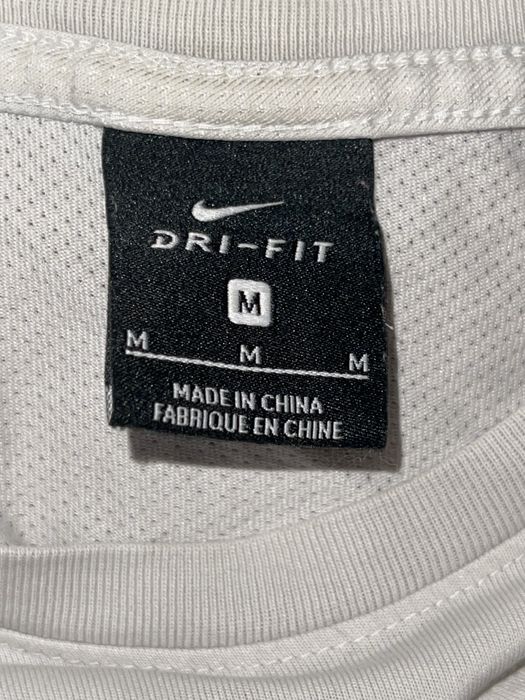 DRI-FIT
M
M M M
MADE IN CHINA
FABRIQUE EN CHINE